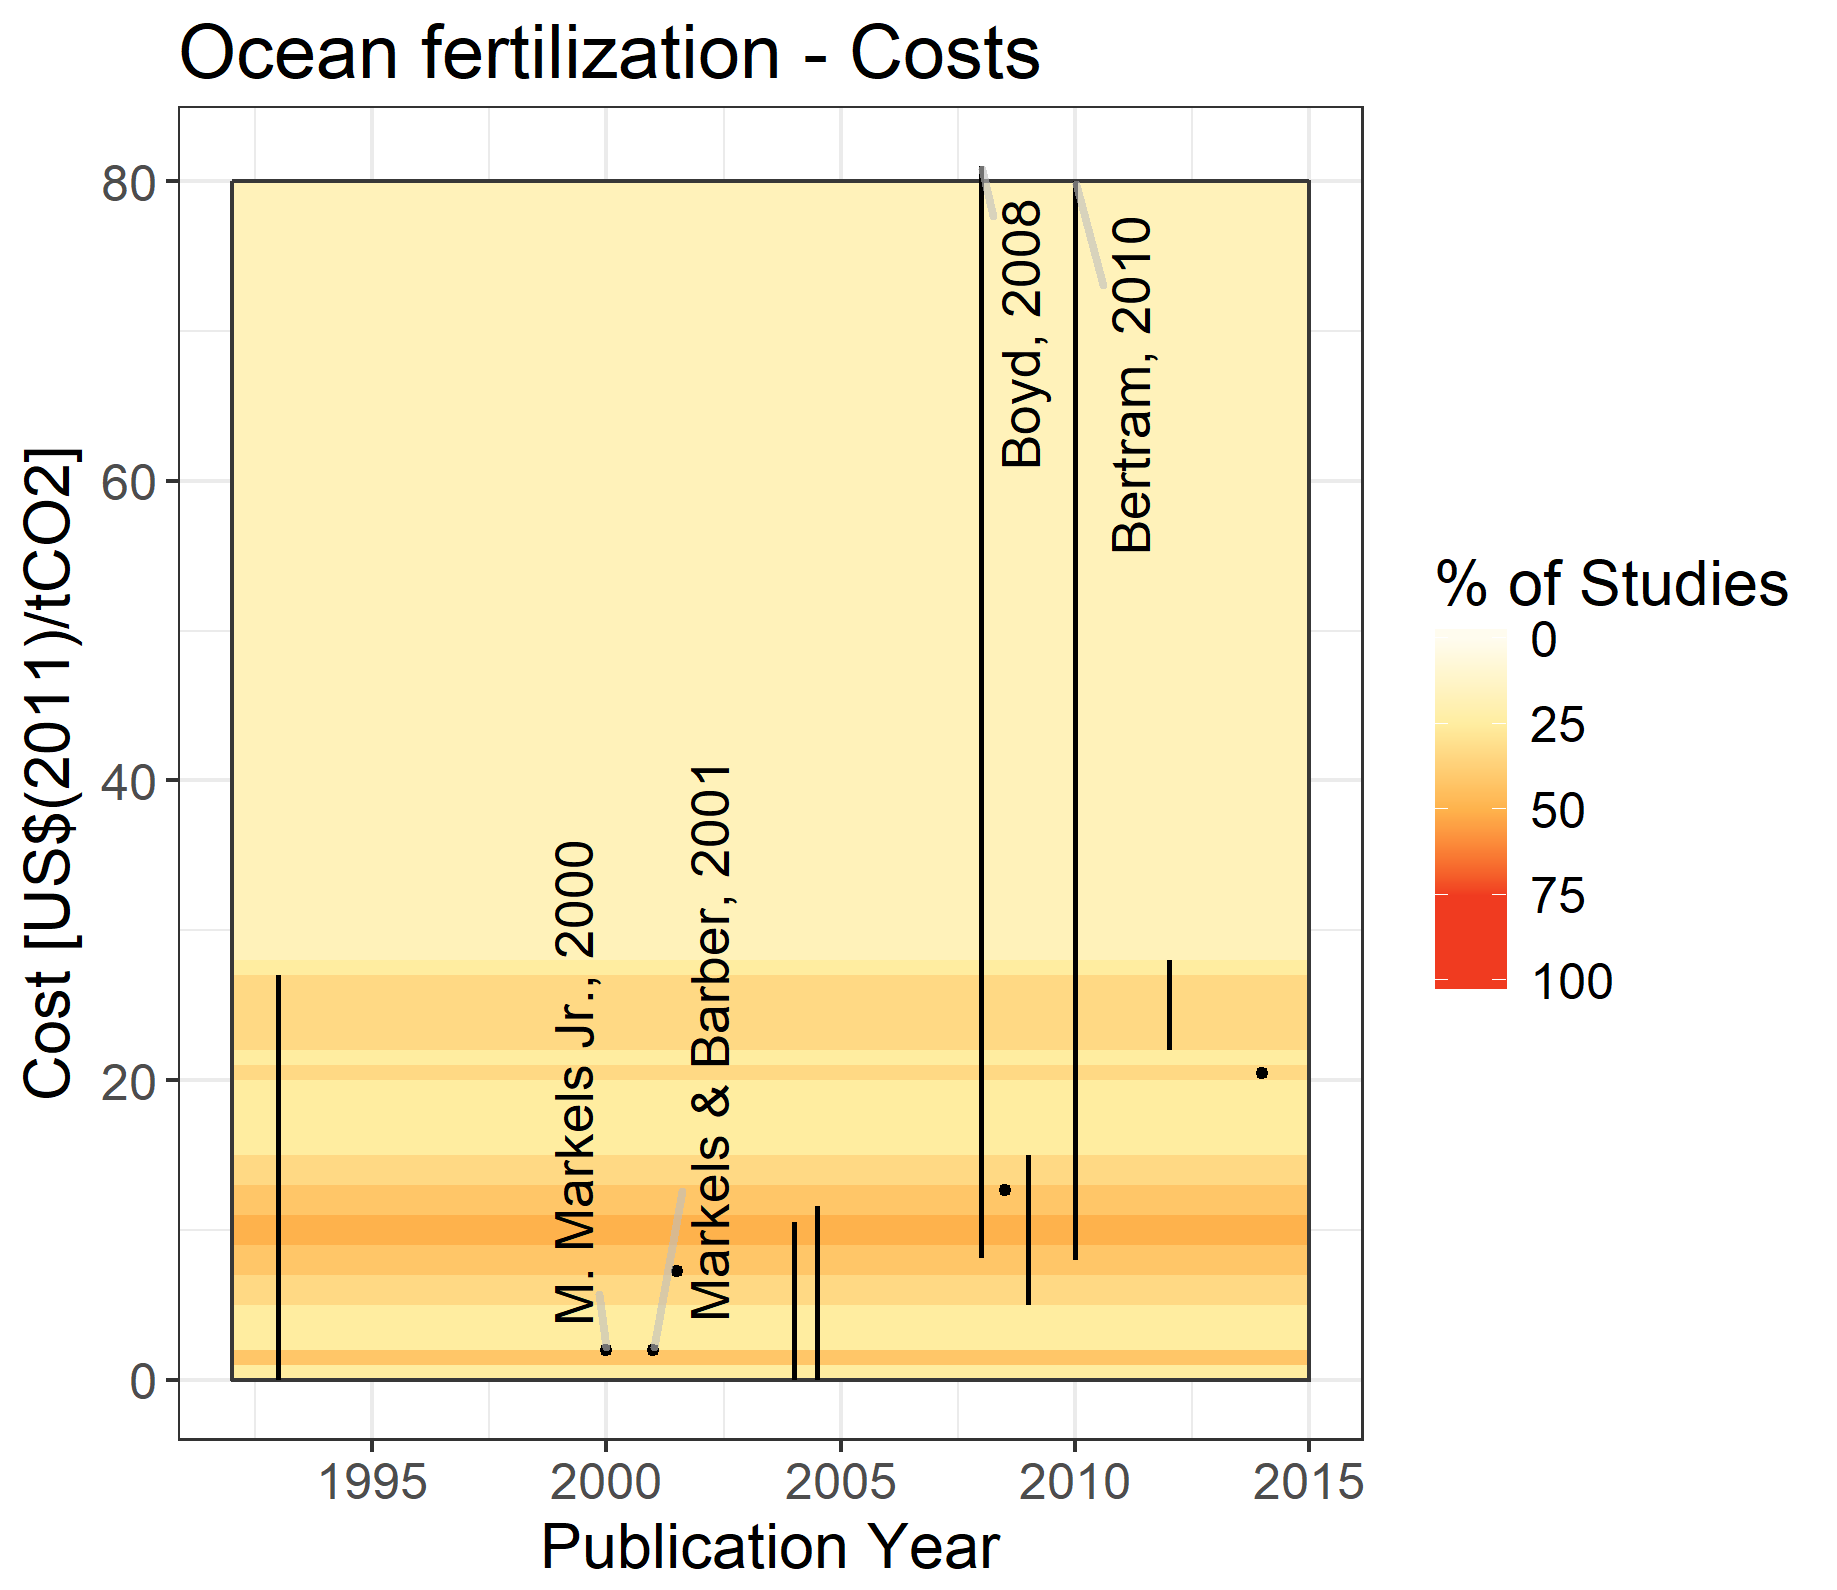 Ocean fertilization - Costs
Cost [US$(2011)/tCO2]
80
60
40
20
0
Boyd, 2008
Bertram, 2010
M. Markels Jr., 2000
Markels & Barber, 2001
1995
2000
2005
2010
2015
Publication Year
% of Studies
0
25
50
75
100